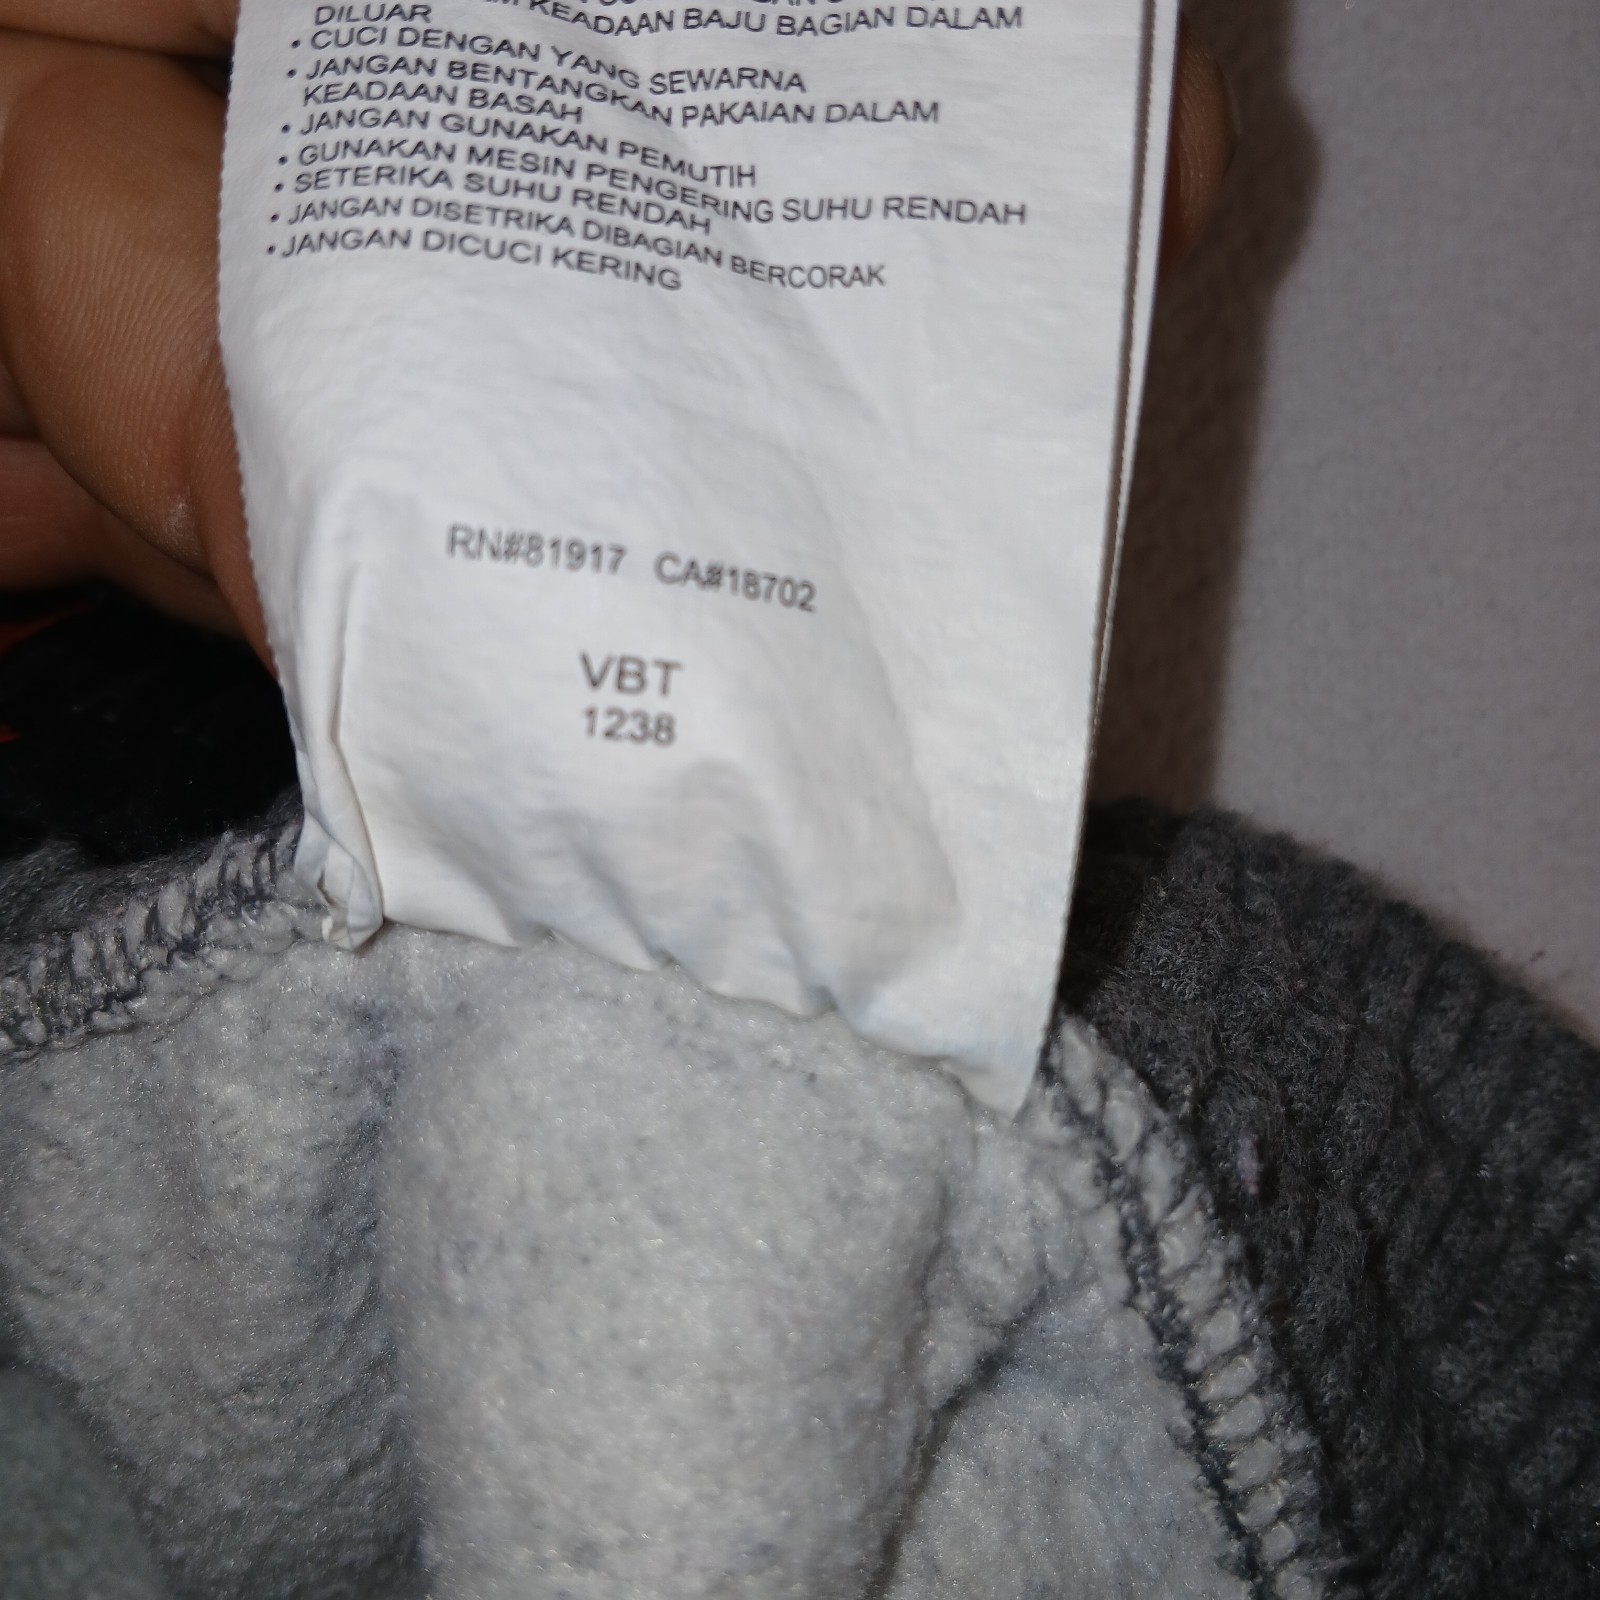 KEADAAN BAJU BAGIAN DALAM
DILUAR
• CUCI DENGAN YANG SEWARNA
• JANGAN BENTANGKAN PAKAIAN DALAM
KEADAAN BASAH
• JANGAN GUNAKAN PEMUTIH
• GUNAKAN MESIN PENGERING SUHU RENDAH
• SETERIKA SUHU RENDAH
• JANGAN DISETRIKA DIBAGIAN BERCORAK
• JANGAN DICUCI KERING
RN#81917 CA#18702
VBT
1238